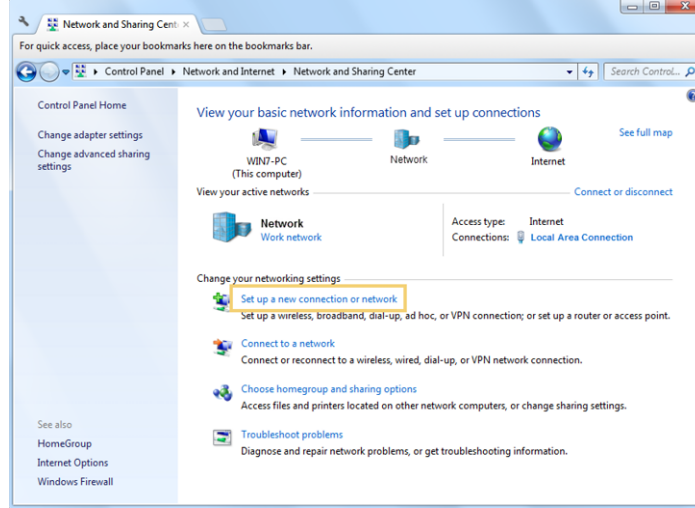 Network and Sharing Cent
For quick access, place your bookmarks here on the bookmarks bar.
Control Panel Network and Internet Network and Sharing Center
Search Control...
Control Panel Home
Change adapter settings
Change advanced sharing
settings
See also
HomeGroup
Internet Options
Windows Firewall
View your basic network information and set up connections
See full map
WIN7-PC
(This computer)
Network
Internet
View your active networks
Connect or disconnect
Network
Work network
Access type: Internet
Connections: Local Area Connection
Change your networking settings
Set up a new connection or network
Set up a wireless, broadband, dial-up, ad hoc, or VPN connection; or set up a router or access point.
Connect to a network
Connect or reconnect to a wireless, wired, dial-up, or VPN network connection.
Choose homegroup and sharing options
Access files and printers located on other network computers, or change sharing settings.
Troubleshoot problems
Diagnose and repair network problems, or get troubleshooting information.